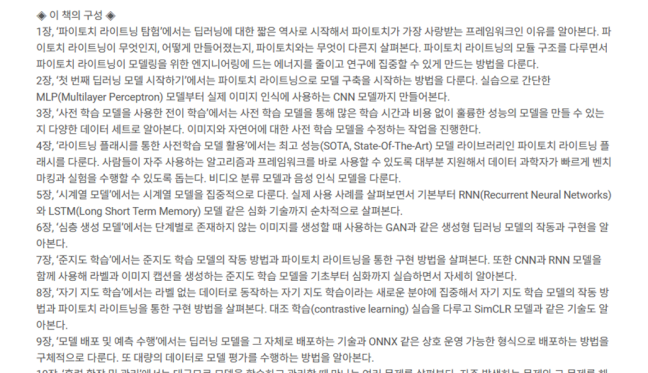 ◈ 이 책의 구성 ◈
1장, ‘파이토치 라이트닝 탐험’에서는 딥러닝에 대한 짧은 역사로 시작해서 파이토치가 가장 사랑받는 프레임워크인 이유를 알아본다. 파
이토치 라이트닝이 무엇인지, 어떻게 만들어졌는지, 파이토치와는 무엇이 다른지 살펴본다. 파이토치 라이트닝의 모듈 구조를 다루면서
파이토치 라이트닝이 모델링을 위한 엔지니어링에 드는 에너지를 줄이고 연구에 집중할 수 있게 만드는 방법을 다룬다.
2장, ‘첫 번째 딥러닝 모델 시작하기’에서는 파이토치 라이트닝으로 모델 구축을 시작하는 방법을 다룬다. 실습으로 간단한
MLP(Multilayer Perceptron) 모델부터 실제 이미지 인식에 사용하는 CNN 모델까지 만들어본다.
3장, ‘사전 학습 모델을 사용한 전이 학습’에서는 사전 학습 모델을 통해 많은 학습 시간과 비용 없이 훌륭한 성능의 모델을 만들 수 있는
지 다양한 데이터 세트로 알아본다. 이미지와 자연어에 대한 사전 학습 모델을 수정하는 작업을 진행한다.
4장, ‘라이트닝 플래시를 통한 사전학습 모델 활용’에서는 최고 성능(SOTA, State-Of-The-Art) 모델 라이브러리인 파이토치 라이트닝 플
래시를 다룬다. 사람들이 자주 사용하는 알고리즘과 프레임워크를 바로 사용할 수 있도록 대부분 지원해서 데이터 과학자가 빠르게 벤치
마킹과 실험을 수행할 수 있도록 돕는다. 비디오 분류 모델과 음성 인식 모델을 다룬다.
5장, ‘시계열 모델’에서는 시계열 모델을 집중적으로 다룬다. 실제 사용 사례를 살펴보면서 기본부터 RNN(Recurrent Neural Networks)
와 LSTM(Long Short Term Memory) 모델 같은 심화 기술까지 순차적으로 살펴본다.
6장, ‘심층 생성 모델’에서는 단계별로 존재하지 않는 이미지를 생성할 때 사용하는 GAN과 같은 생성형 딥러닝 모델의 작동과 구현을 알
아본다.
7장, ‘준지도 학습’에서는 준지도 학습 모델의 작동 방법과 파이토치 라이트닝을 통한 구현 방법을 살펴본다. 또한 CNN과 RNN 모델을
함께 사용해 라벨과 이미지 캡션을 생성하는 준지도 학습 모델을 기초부터 심화까지 실습하면서 자세히 알아본다.
8장, ‘자기 지도 학습’에서는 라벨 없는 데이터로 동작하는 자기 지도 학습이라는 새로운 분야에 집중해서 자기 지도 학습 모델의 작동 방
법과 파이토치 라이트닝을 통한 구현 방법을 살펴본다. 대조 학습(contrastive learning) 실습을 다루고 SimCLR 모델과 같은 기술도 알
아본다.
9장, ‘모델 배포 및 예측 수행’에서는 딥러닝 모델을 그 자체로 배포하는 기술과 ONNX 같은 상호 운영 가능한 형식으로 배포하는 방법을
구체적으로 다룬다. 또 대량의 데이터로 모델 평가를 수행하는 방법을 알아본다.